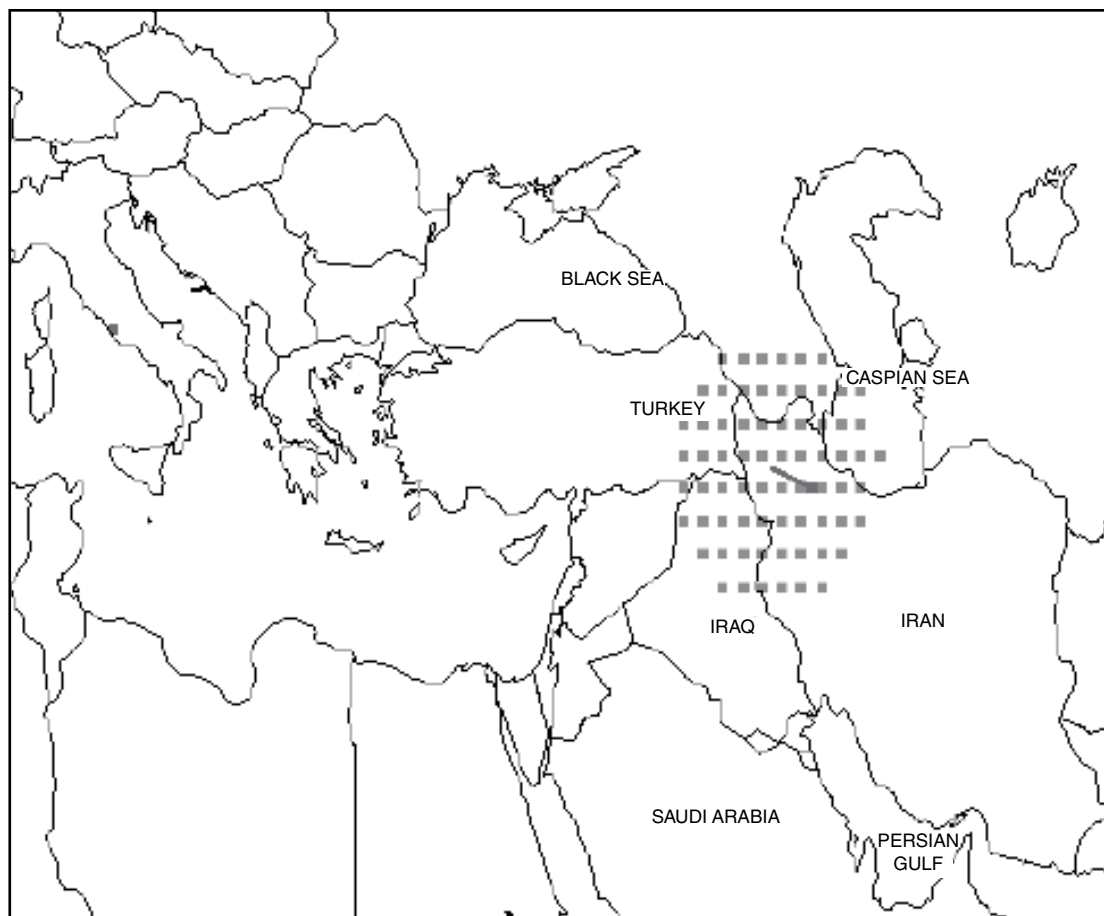 BLACK SEA
CASPIAN SEA
TURKEY
IRAQ
IRAN
SAUDI ARABIA
PERSIAN
GULF